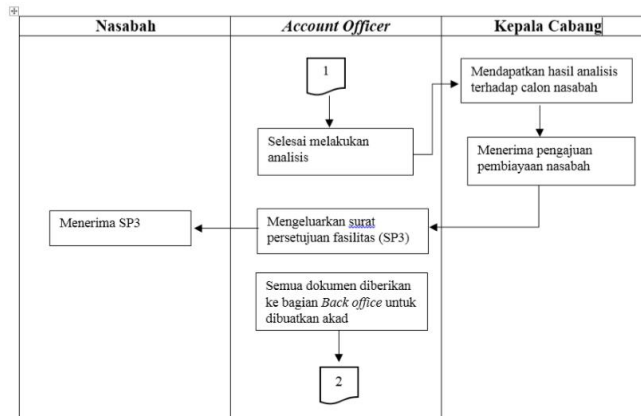 Nasabah
Account Officer
Kepala Cabang
1
Mendapatkan hasil analisis
terhadap calon nasabah
Selesai melakukan
analisis
Menerima pengajuan
pembiayaan nasabah
Menerima SP3
Mengeluarkan surat
persetujuan fasilitas (SP3)
Semua dokumen diberikan
ke bagian Back office untuk
dibuatkan akad
2